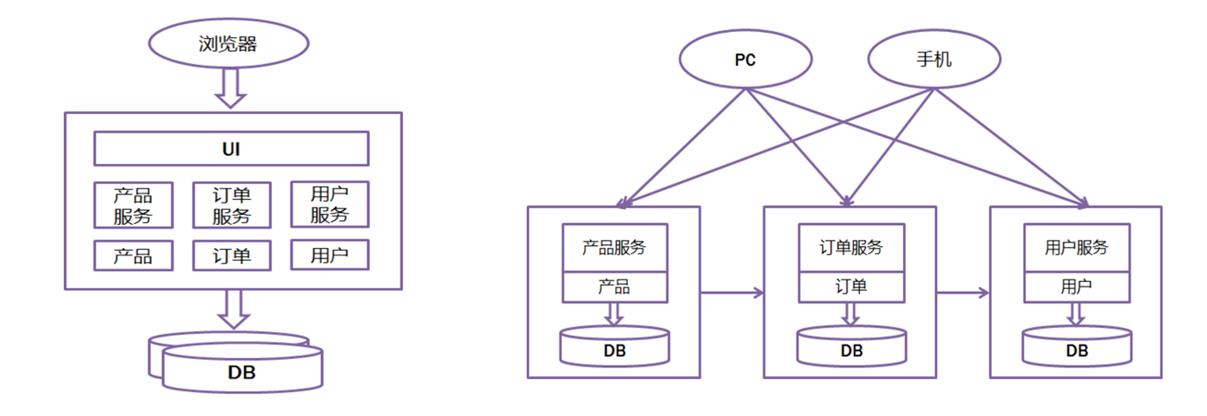 浏览器
UI
产品
服务
订单
服务
用户
服务
产品
订单
用户
DB
PC
手机
产品服务
订单服务
用户服务
产品
订单
用户
DB
DB
DB